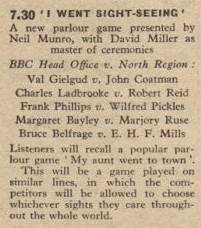 7.30 'I WENT SIGHT-SEEING'
A new parlour game presented by
Neil Munro, with David Miller as
master of ceremonies
BBC Head Office v. North Region:
Val Gielgud v. John Coatman
Charles Ladbrooke v. Robert Reid
Frank Phillips v. Wilfred Pickles
Margaret Bayley v. Marjory Ruse
Bruce Belfrage v. E. H. F. Mills
Listeners will recall a popular par-
lour game 'My aunt went to town'.
This will be a game played on
similar lines, in which the com-
petitors will be allowed to choose
whichever sights they care through-
out the whole world.